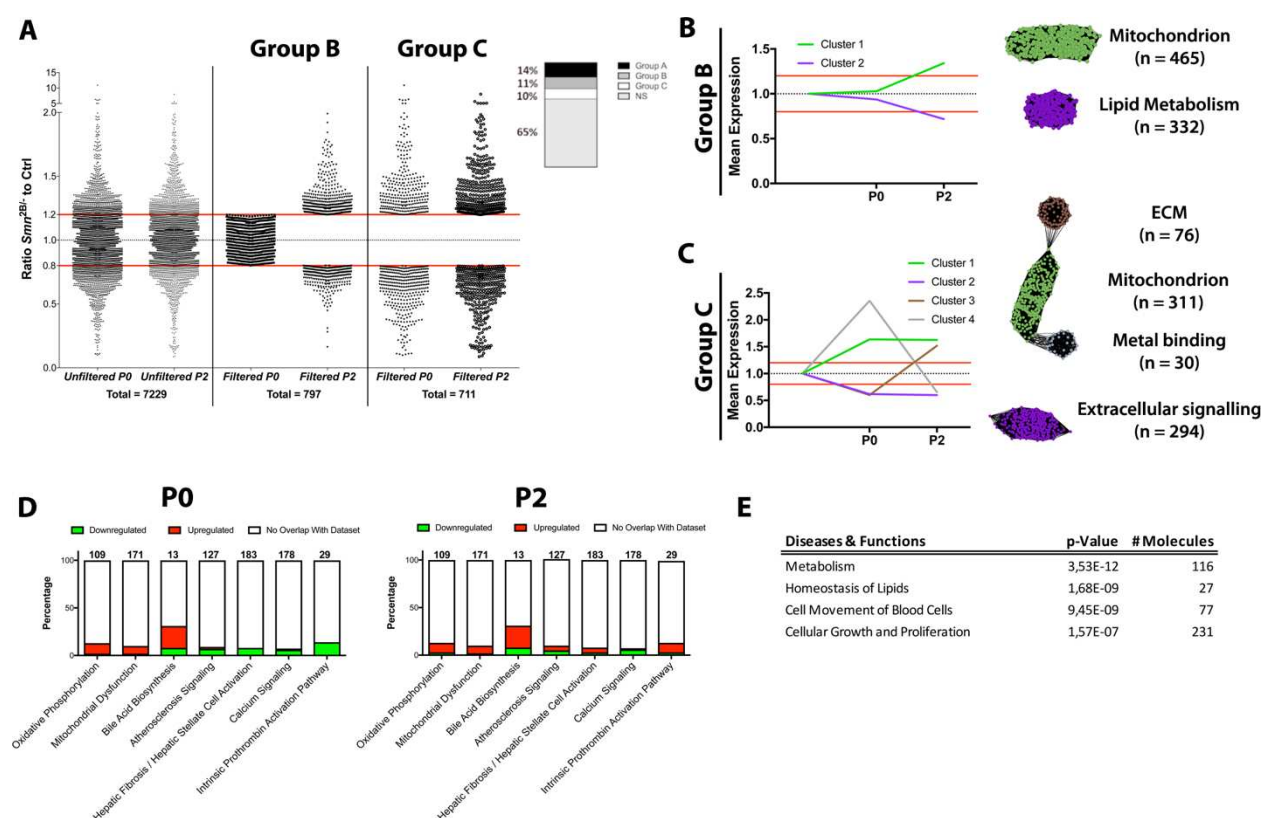 A
Group B
Group C
Ratio Smn2B/- to Ctrl
15
10
5
2.0
1.5
1.2
1.0
0.8
0.5
0.0
Unfiltered P0
Unfiltered P2
Filtered P0
Filtered P2
Filtered P0
Filtered P2
Total = 7229
Total = 797
Total = 711
14%
11%
10%
65%
Group A
Group B
Group C
NS
B
Group B
Mean Expression
1.5
1.0
0.5
0.0
Cluster 1
Cluster 2
P0
P2
Mitochondrion
(n = 465)
Lipid Metabolism
(n = 332)
C
Group C
Mean Expression
2.5
2.0
1.5
1.0
0.5
0.0
Cluster 1
Cluster 2
Cluster 3
Cluster 4
P0
P2
ECM
(n = 76)
Mitochondrion
(n = 311)
Metal binding
(n = 30)
Extracellular signalling
(n = 294)
D
P0
Downregulated
Upregulated
No Overlap With Dataset
109 171 13 127 183 178 29
Percentage
100
50
0
Oxidative Phosphorylation
Mitochondrial Dysfunction
Bile Acid Biosynthesis
Atherosclerosis Signaling
Hepatic Fibrosis / Hepatic Stellate Cell Activation
Calcium Signaling
Intrinsic Prothrombin Activation Pathway
P2
Downregulated
Upregulated
No Overlap With Dataset
109 171 13 127 183 178 29
Percentage
100
50
0
Oxidative Phosphorylation
Mitochondrial Dysfunction
Bile Acid Biosynthesis
Atherosclerosis Signaling
Hepatic Fibrosis / Hepatic Stellate Cell Activation
Calcium Signaling
Intrinsic Prothrombin Activation Pathway
E
Diseases & Functions p-Value # Molecules
Metabolism 3,53E-12 116
Homeostasis of Lipids 1,68E-09 27
Cell Movement of Blood Cells 9,45E-09 77
Cellular Growth and Proliferation 1,57E-07 231